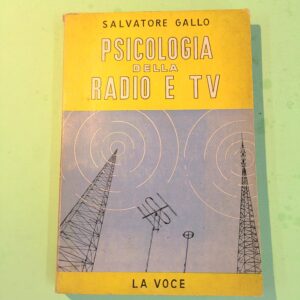 SALVATORE GALLO
PSICOLOGIA
DELLA
RADIO E TV
LA VOCE